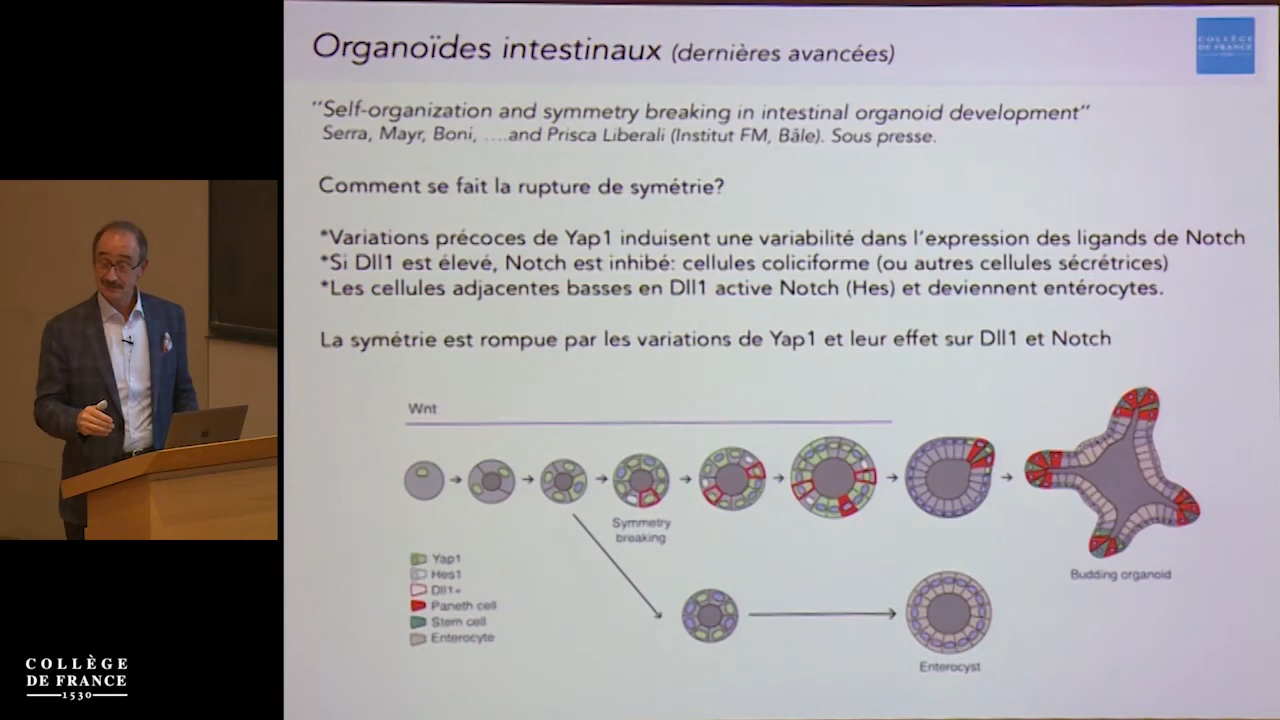 Organoïdes intestinaux (dernières avancées)
COLLÈGE
DE FRANCE
1530
"Self-organization and symmetry breaking in intestinal organoid development"
Serra, Mayr, Boni, ....and Prisca Liberali (Institut FM, Bâle). Sous presse.
Comment se fait la rupture de symétrie?
*Variations précoces de Yap1 induisent une variabilité dans l'expression des ligands de Notch
*Si Dll1 est élevé, Notch est inhibé: cellules coliciforme (ou autres cellules sécrétrices)
*Les cellules adjacentes basses en Dll1 active Notch (Hes) et deviennent entérocytes.
La symétrie est rompue par les variations de Yap1 et leur effet sur Dll1 et Notch
Wnt
Symmetry
breaking
Yap1
Hes1
Dll1+
Paneth cell
Stem cell
Enterocyte
Budding organoid
Enterocyst
COLLÈGE
DE FRANCE
1530